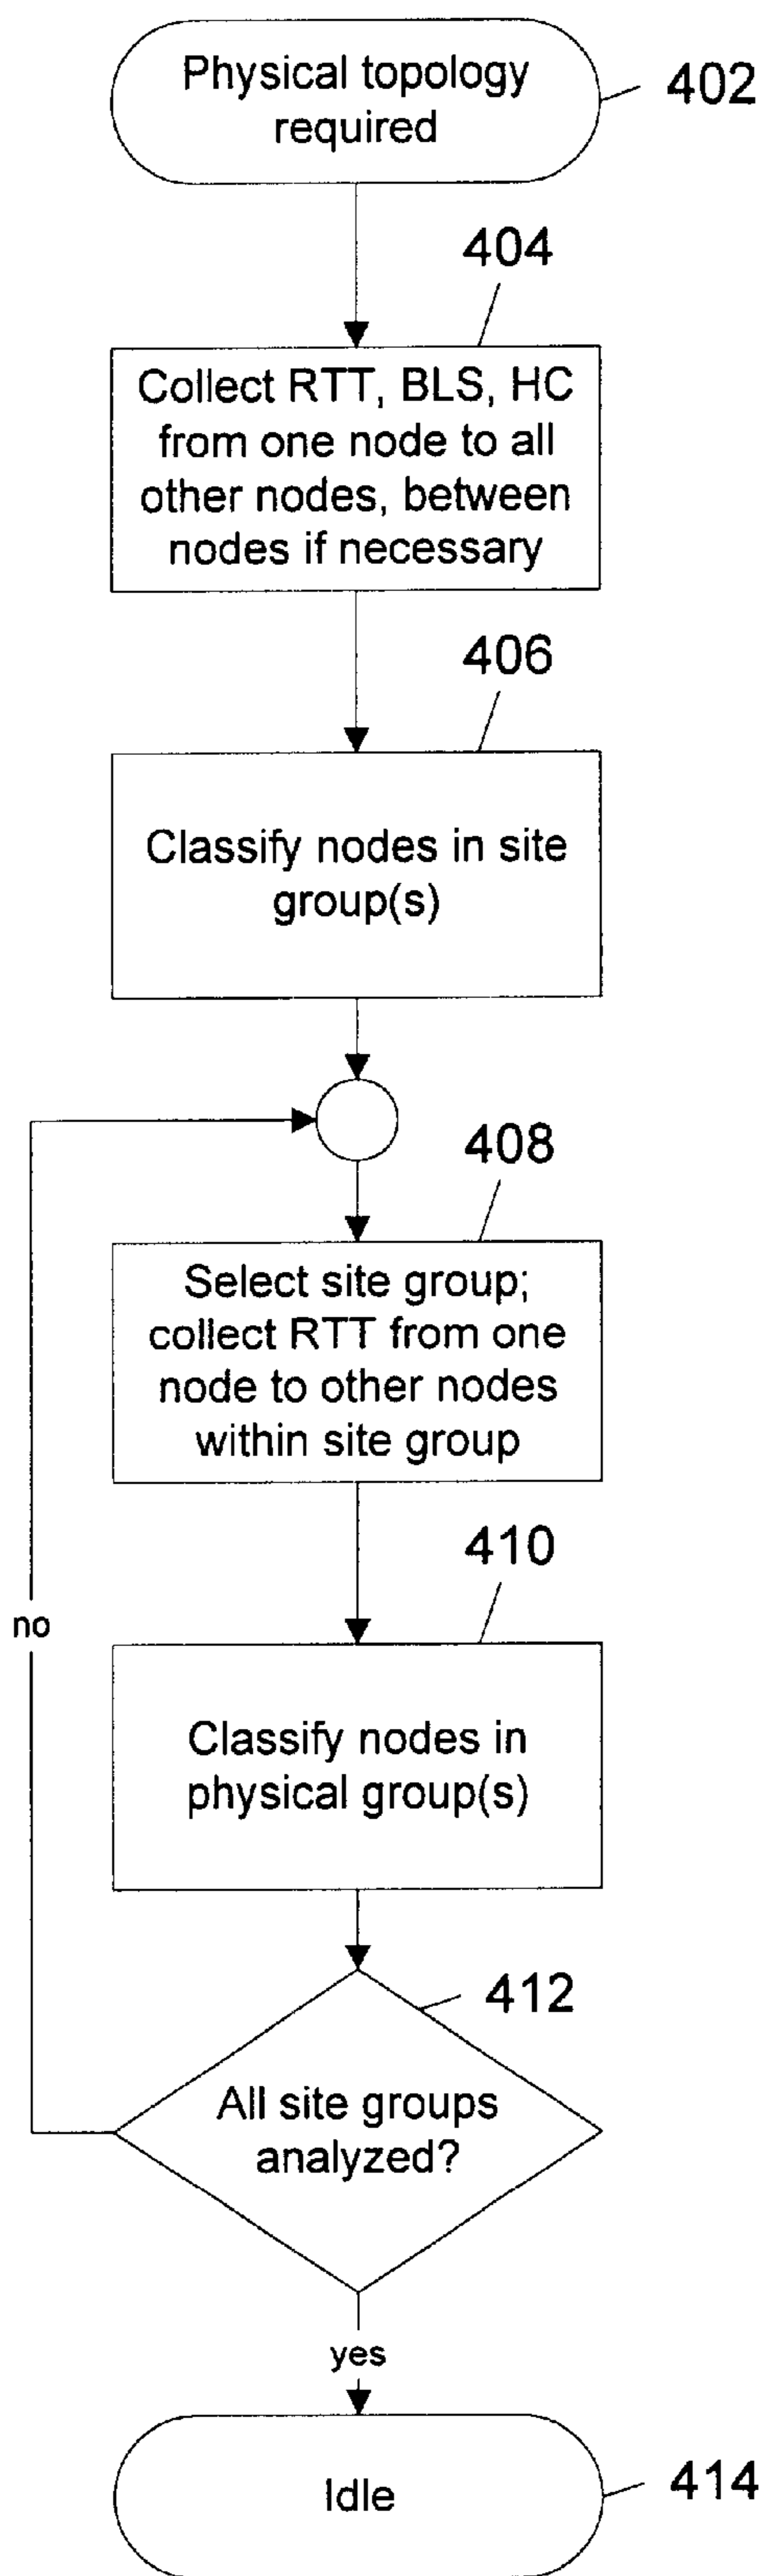 Physical topology
required
402
404
Collect RTT, BLS, HC
from one node to all
other nodes, between
nodes if necessary
406
Classify nodes in site
group(s)
408
Select site group;
collect RTT from one
node to other nodes
within site group
410
no
Classify nodes in
physical group(s)
412
All site groups
analyzed?
yes
Idle
414